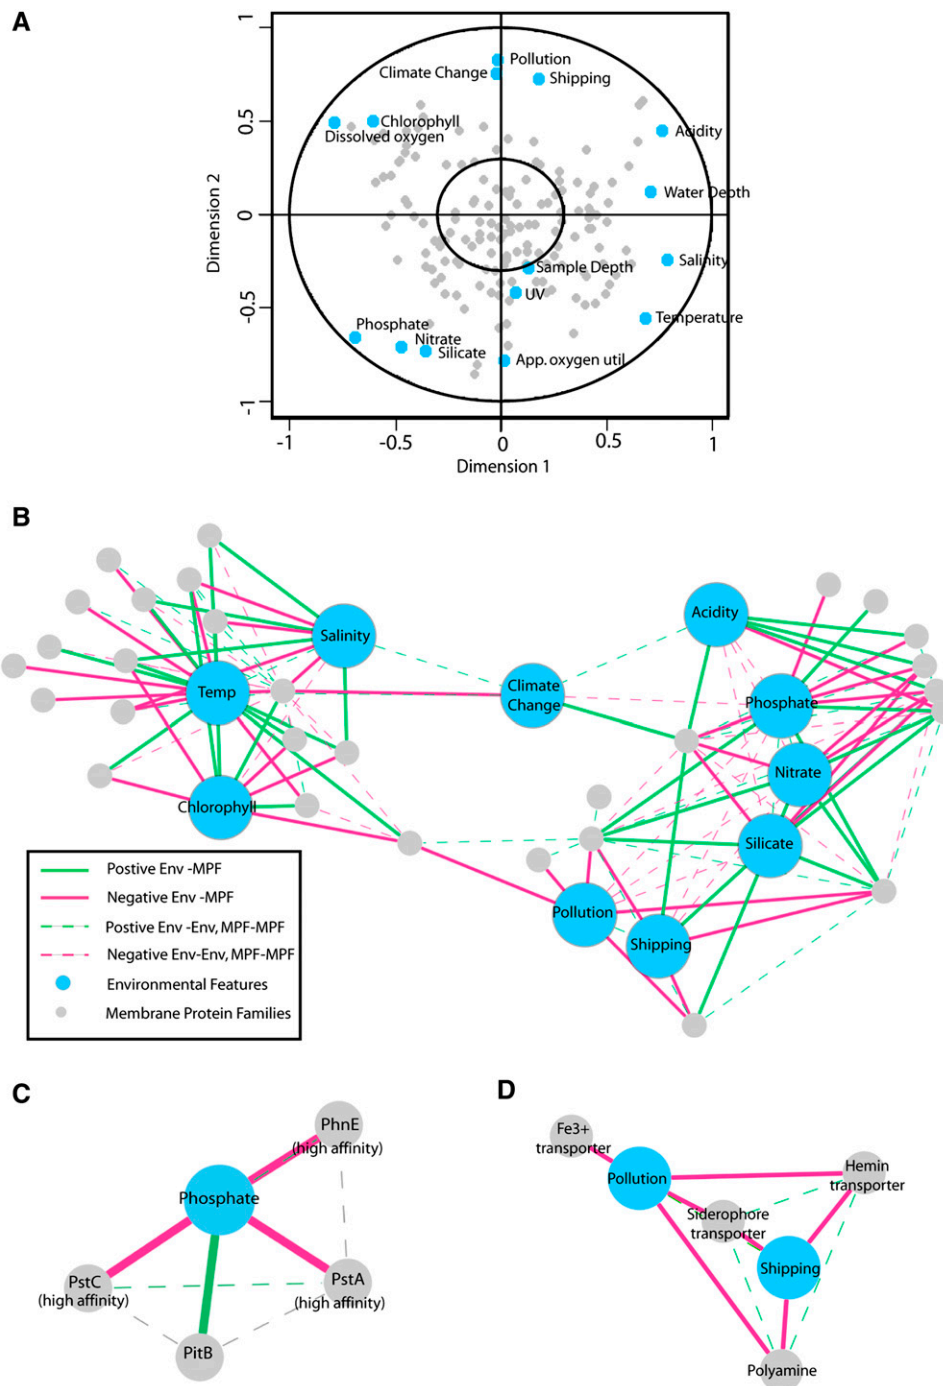 A
1
0.5
0
-0.5
-1
Dimension 2
Pollution
Climate Change
Shipping
Chlorophyll
Dissolved oxygen
Acidity
Water Depth
Salinity
Sample Depth
UV
Temperature
Phosphate
Nitrate
Silicate
App. oxygen util
-1
-0.5
0
0.5
1
Dimension 1
B
Salinity
Acidity
Temp
Climate
Change
Phosphate
Nitrate
Chlorophyll
Silicate
Pollution
Shipping
Postive Env -MPF
Negative Env -MPF
Postive Env -Env, MPF-MPF
Negative Env-Env, MPF-MPF
Environmental Features
Membrane Protein Families
C
PhnE
(high affinity)
Phosphate
PstC
(high affinity)
PstA
(high affinity)
PitB
D
Fe3+
transporter
Pollution
Hemin
transporter
Siderophore
transporter
Shipping
Polyamine